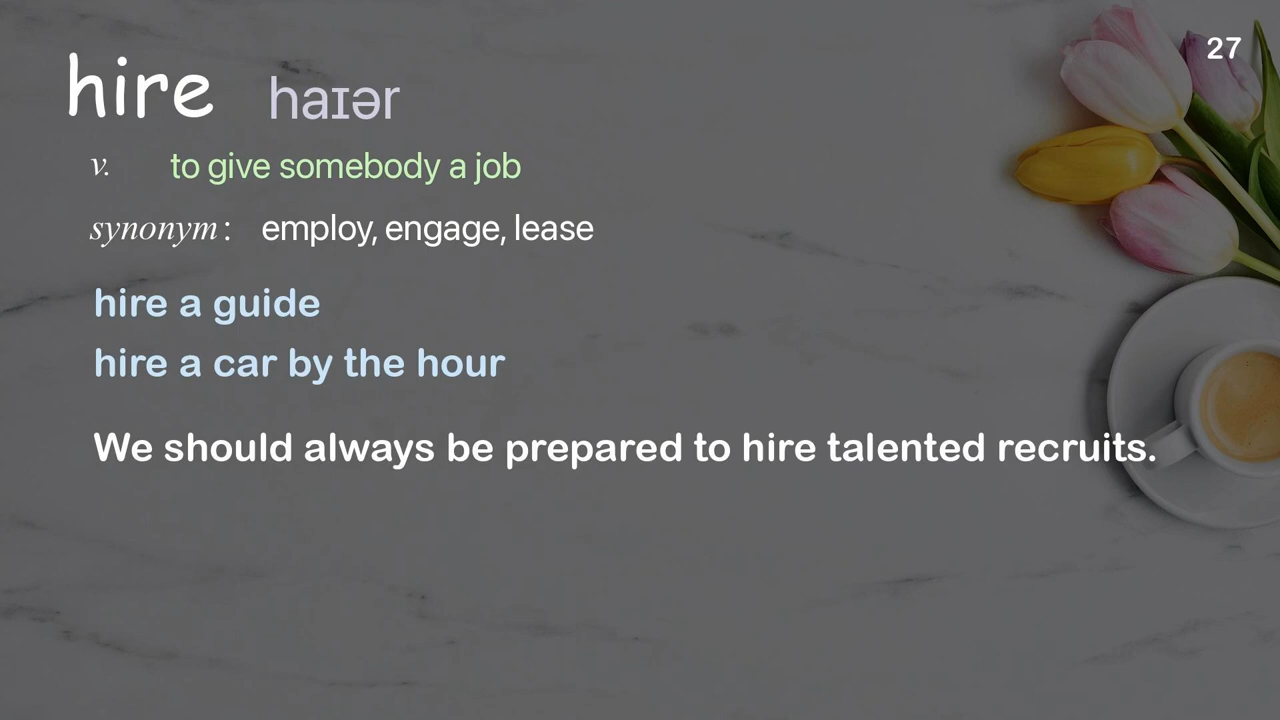 27
hire haɪər
v. to give somebody a job
synonym: employ, engage, lease
hire a guide
hire a car by the hour
We should always be prepared to hire talented recruits.